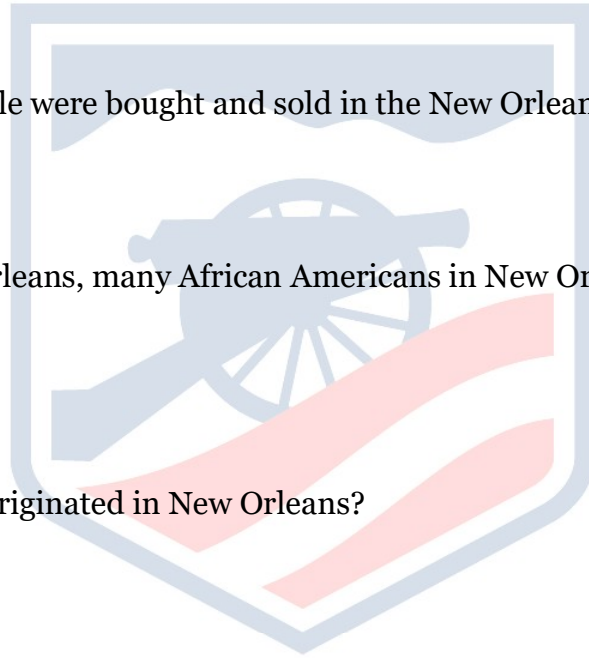 le were bought and sold in the New Orlean
rleans, many African Americans in New Or
riginated in New Orleans?